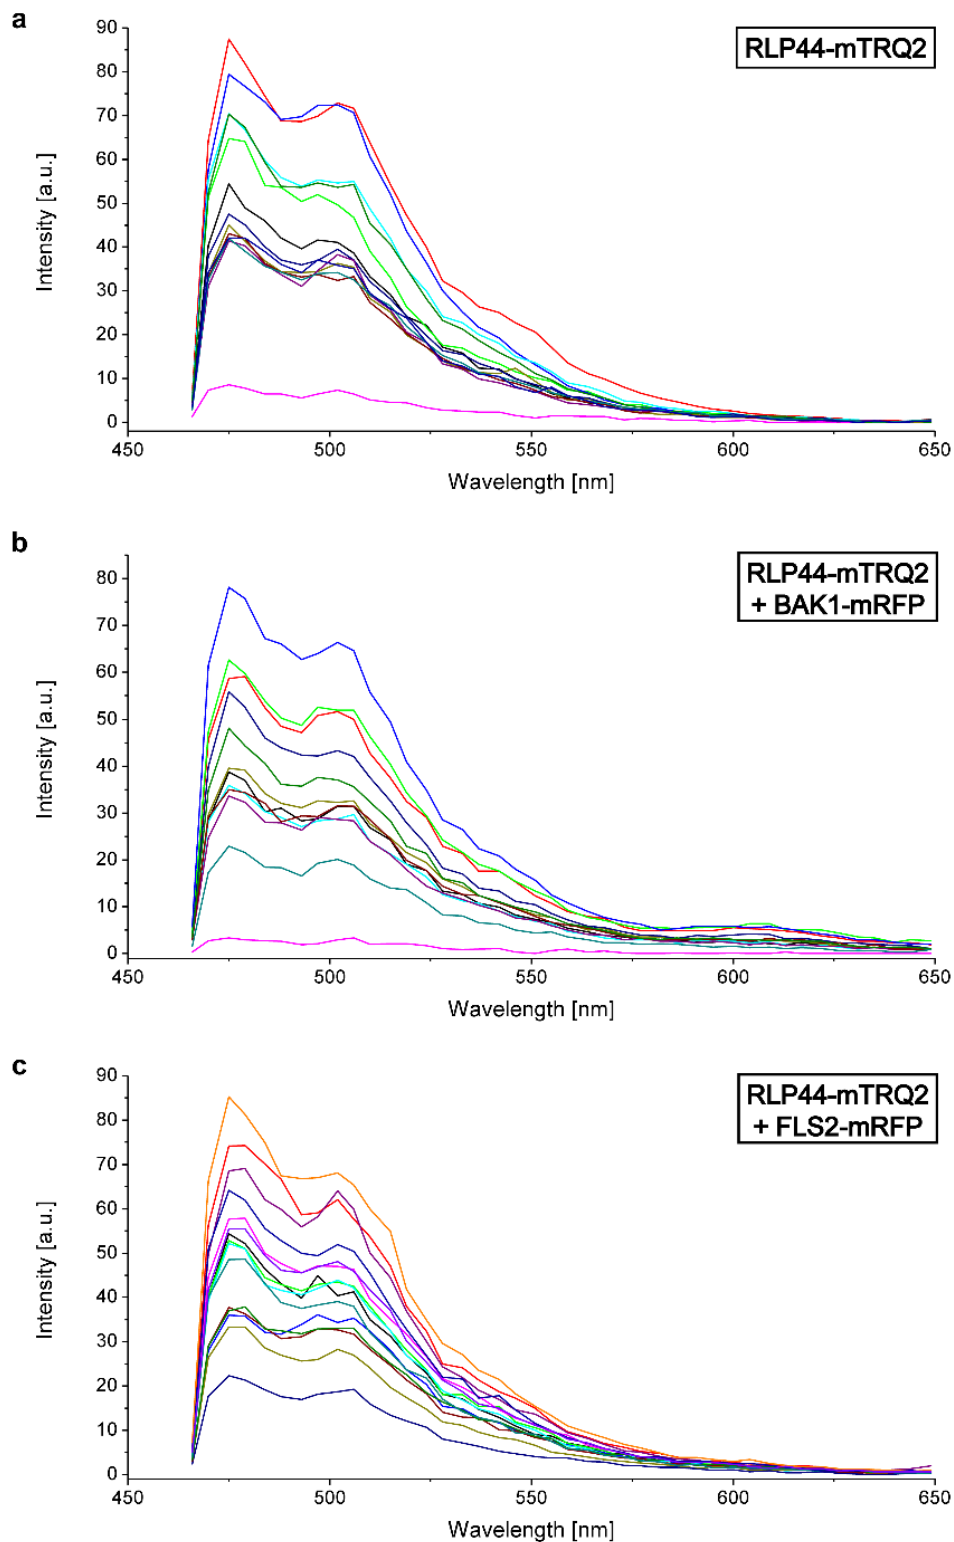 a
RLP44-mTRQ2
90
80
70
60
50
40
30
20
10
0
Intensity [a.u.]
450 500 550 600 650
Wavelength [nm]
b
RLP44-mTRQ2
+ BAK1-mRFP
80
70
60
50
40
30
20
10
0
Intensity [a.u.]
450 500 550 600 650
Wavelength [nm]
c
RLP44-mTRQ2
+ FLS2-mRFP
90
80
70
60
50
40
30
20
10
0
Intensity [a.u.]
450 500 550 600 650
Wavelength [nm]